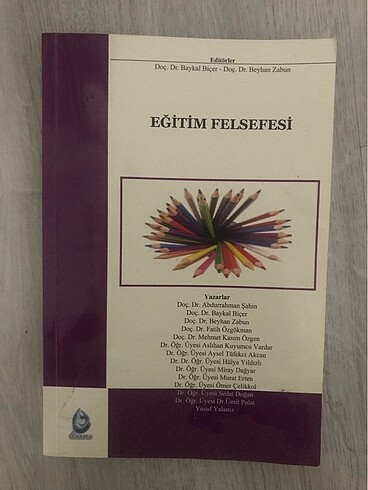 Editörler
Doç. Dr. Baykal Biçer - Doç. Dr. Beyhan Zabun
EĞİTİM FELSEFESİ
Yazarlar
Doç. Dr. Abdurrahman Şahin
Doç. Dr. Baykal Biçer
Doç. Dr. Beyhan Zabun
Doç. Dr. Fatih Özgökman
Doç. Dr. Mehmet Kasım Özgen
Dr. Öğr. Üyesi Aslıhan Kuyumcu Vardar
Dr. Öğr. Üyesi Aysel Tüfekci Akcan
Dr. Dr. Öğr. Üyesi Hülya Yıldızlı
Dr. Öğr. Üyesi Miray Dağyar
Dr. Öğr. Üyesi Murat Erten
Dr. Öğr. Üyesi Ömer Çelikkol
Dr. Öğr. Üyesi Sedat Doğan
Dr. Öğr. Üyesi Dr Ümit Polat
Yusuf Yalanız